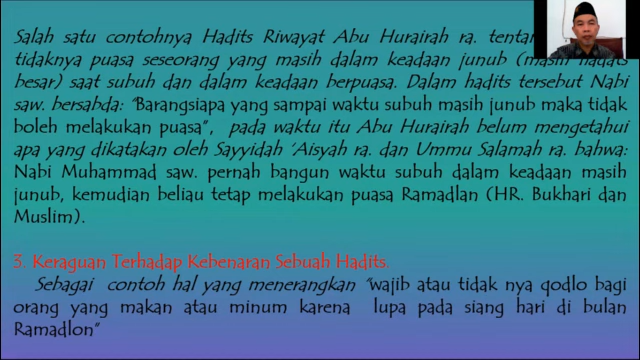 Salah satu contohnya Hadits Riwayat Abu Hurairah ra.
tidaknya puasa seseorang yang masih dalam keadaan junub (masih hadats
besar) saat subuh dan dalam keadaan berpuasa. Dalam hadits tersebut Nabi
saw. bersabda: "Barangsiapa yang sampai waktu subuh masih junub maka tidak
boleh melakukan puasa", pada waktu itu Abu Hurairah belum mengetahui
apa yang dikatakan oleh Sayyidah 'Aisyah ra. dan Ummu Salamah ra. bahwa:
Nabi Muhammad saw. pernah bangun waktu subuh dalam keadaan masih
junub, kemudian beliau tetap melakukan puasa Ramadlan (HR. Bukhari dan
Muslim).
3. Keraguan Terhadap Kebenaran Sebuah Hadits.
Sebagai contoh hal yang menerangkan "wajib atau tidak nya qodlo bagi
orang yang makan atau minum karena lupa pada siang hari di bulan
Ramadlon"